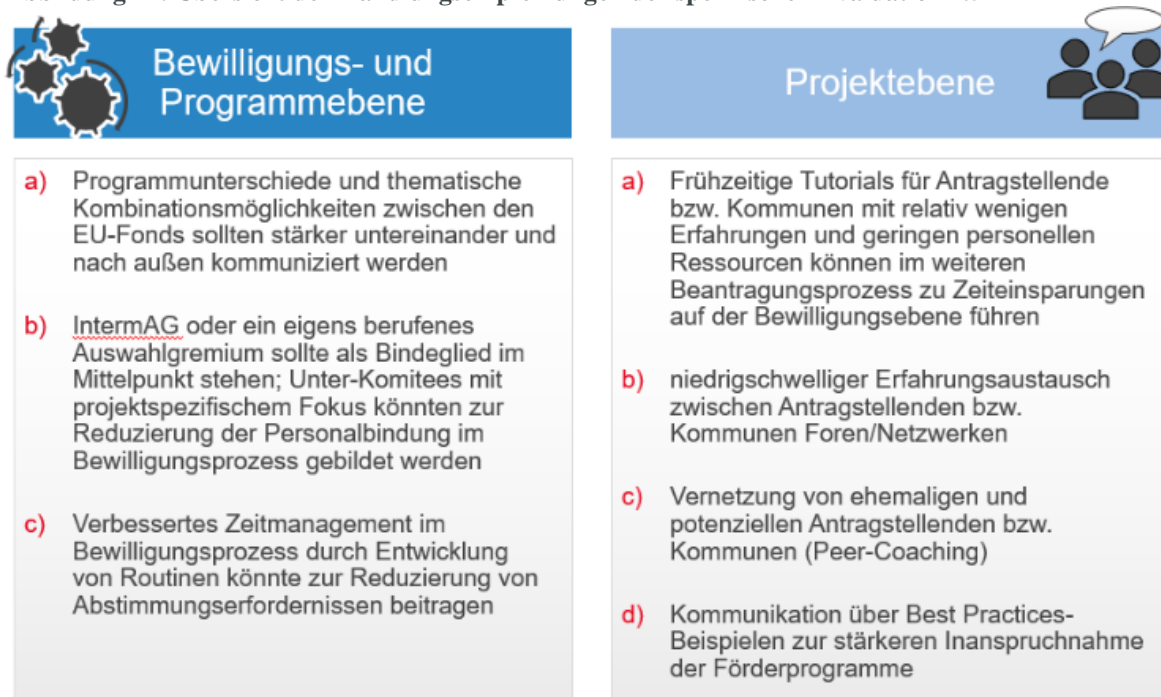 Bewilligungs- und
Programmebene
a) Programmunterschiede und thematische
Kombinationsmöglichkeiten zwischen den
EU-Fonds sollten stärker untereinander und
nach außen kommuniziert werden
b) IntermAG oder ein eigens berufenes
Auswahlgremium sollte als Bindeglied im
Mittelpunkt stehen; Unter-Komitees mit
projektspezifischem Fokus könnten zur
Reduzierung der Personalbindung im
Bewilligungsprozess gebildet werden
c) Verbessertes Zeitmanagement im
Bewilligungsprozess durch Entwicklung
von Routinen könnte zur Reduzierung von
Abstimmungserfordernissen beitragen
Projektebene
a) Frühzeitige Tutorials für Antragstellende
bzw. Kommunen mit relativ wenigen
Erfahrungen und geringen personellen
Ressourcen können im weiteren
Beantragungsprozess zu Zeiteinsparungen
auf der Bewilligungsebene führen
b) niedrigschwelliger Erfahrungsaustausch
zwischen Antragstellenden bzw.
Kommunen Foren/Netzwerken
c) Vernetzung von ehemaligen und
potenziellen Antragstellenden bzw.
Kommunen (Peer-Coaching)
d) Kommunikation über Best Practices-
Beispielen zur stärkeren Inanspruchnahme
der Förderprogramme